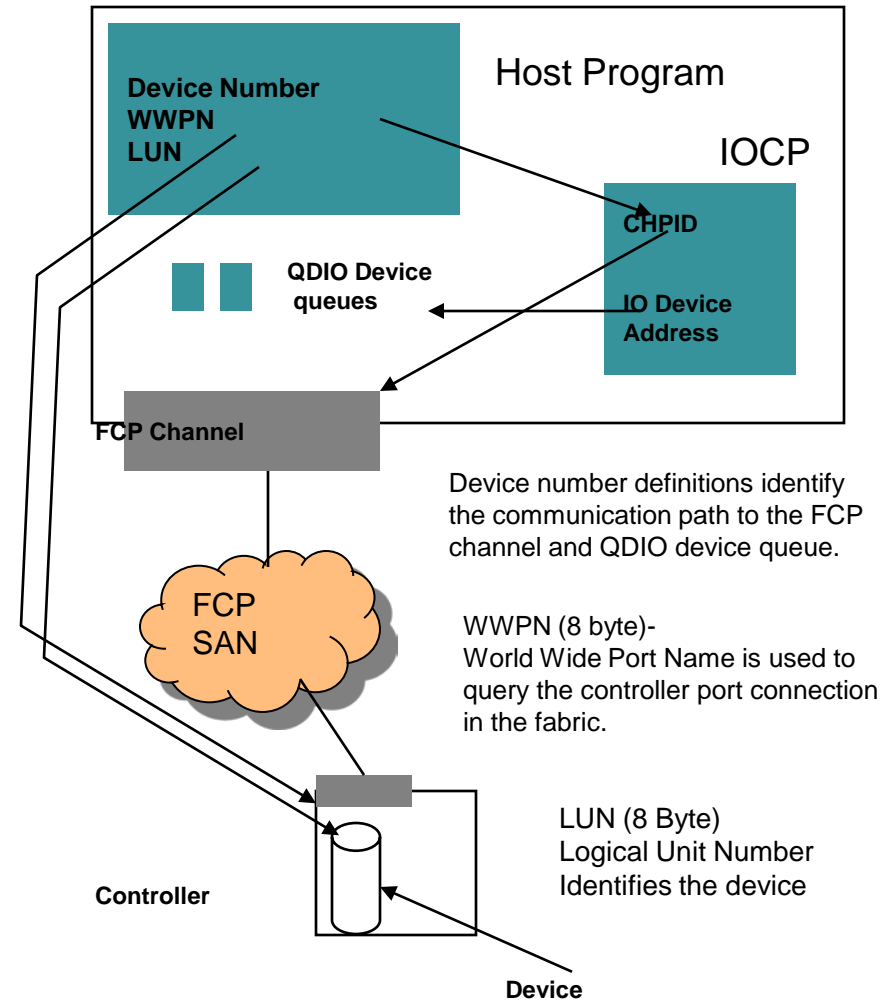 Device Number
WWPN
LUN
Host Program
IOCP
CHPID
IO Device
Address
QDIO Device
queues
FCP Channel
Device number definitions identify
the communication path to the FCP
channel and QDIO device queue.
FCP
SAN
WWPN (8 byte)-
World Wide Port Name is used to
query the controller port connection
in the fabric.
LUN (8 Byte)
Logical Unit Number
Identifies the device
Controller
Device